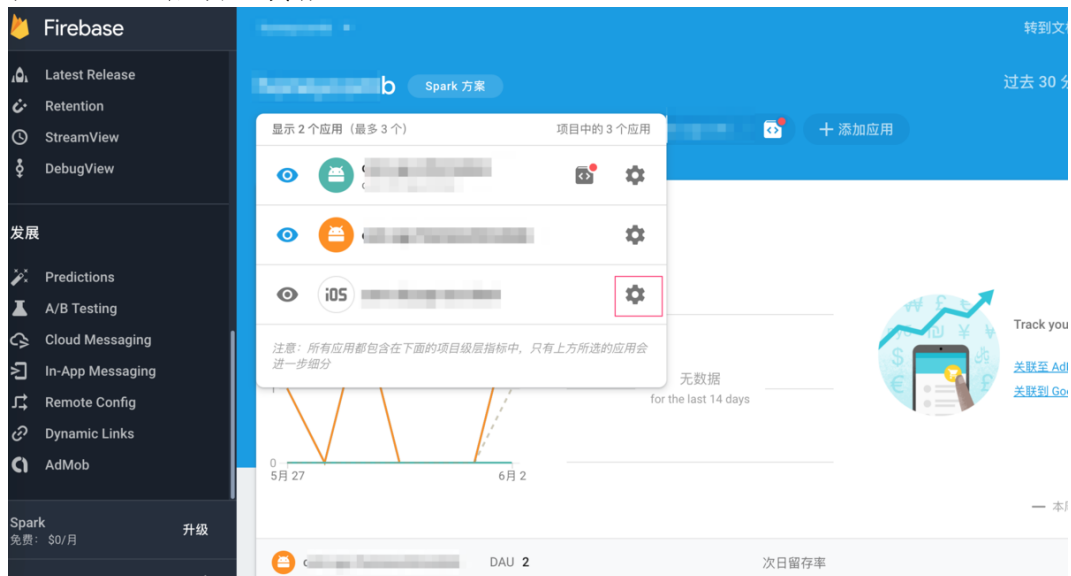 Firebase
转到文
Latest Release
Retention
StreamView
DebugView
发展
Predictions
A/B Testing
Cloud Messaging
In-App Messaging
Remote Config
Dynamic Links
AdMob
Spark
免费： $0/月
升级
b
Spark 方案
过去 30 分
显示 2 个应用（最多 3 个）
项目中的 3 个应用
添加应用
iOS
注意：所有应用都包含在下面的项目级层指标中，只有上方所选的应用会
进一步细分
无数据
for the last 14 days
0
5月 27
6月 2
Track you
关联至 Ad
关联到 Goo
DAU 2
次日留存率